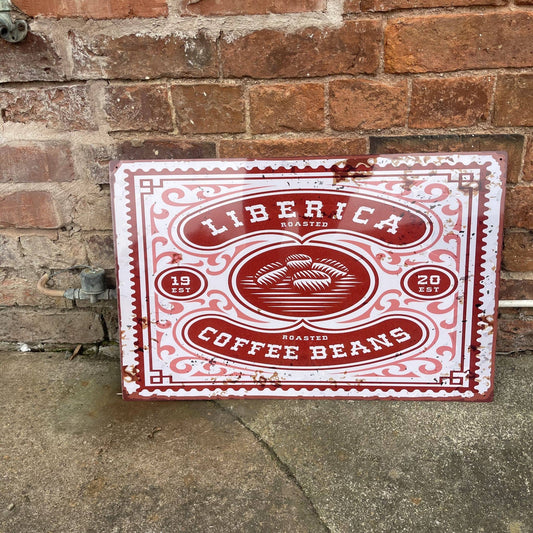 LIBERICA
ROASTED
19 EST
20 EST
ROASTED
COFFEE BEANS